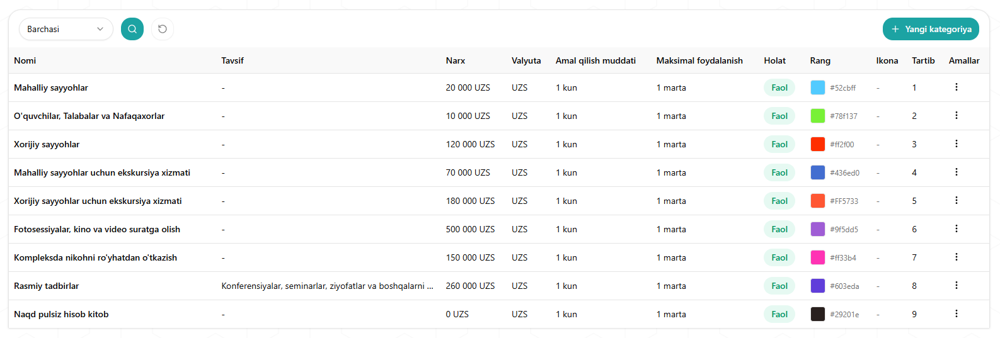 Barchasi
Yangi kategoriya
Nomi Tavsif Narx Valyuta Amal qilish muddati Maksimal foydalanish Holat Rang Ikona Tartib Amallar
Mahalliy sayyohlar - 20 000 UZS UZS 1 kun 1 marta Faol #52cbff - 1
O'quvchilar, Talabalar va Nafaqaxorlar - 10 000 UZS UZS 1 kun 1 marta Faol #78f137 - 2
Xorijiy sayyohlar - 120 000 UZS UZS 1 kun 1 marta Faol #ff2f00 - 3
Mahalliy sayyohlar uchun ekskursiya xizmati - 70 000 UZS UZS 1 kun 1 marta Faol #436ed0 - 4
Xorijiy sayyohlar uchun ekskursiya xizmati - 180 000 UZS UZS 1 kun 1 marta Faol #FF5733 - 5
Fotosessiyalar, kino va video suratga olish - 500 000 UZS UZS 1 kun 1 marta Faol #9f5dd5 - 6
Kompleksda nikohni ro'yhatdan o'tkazish - 150 000 UZS UZS 1 kun 1 marta Faol #ff33b4 - 7
Rasmiy tadbirlar Konferensiyalar, seminarlar, ziyofatlar va boshqalarni ... 260 000 UZS UZS 1 kun 1 marta Faol #603eda - 8
Naqd pulsiz hisob kitob - 0 UZS UZS 1 kun 1 marta Faol #29201e - 9